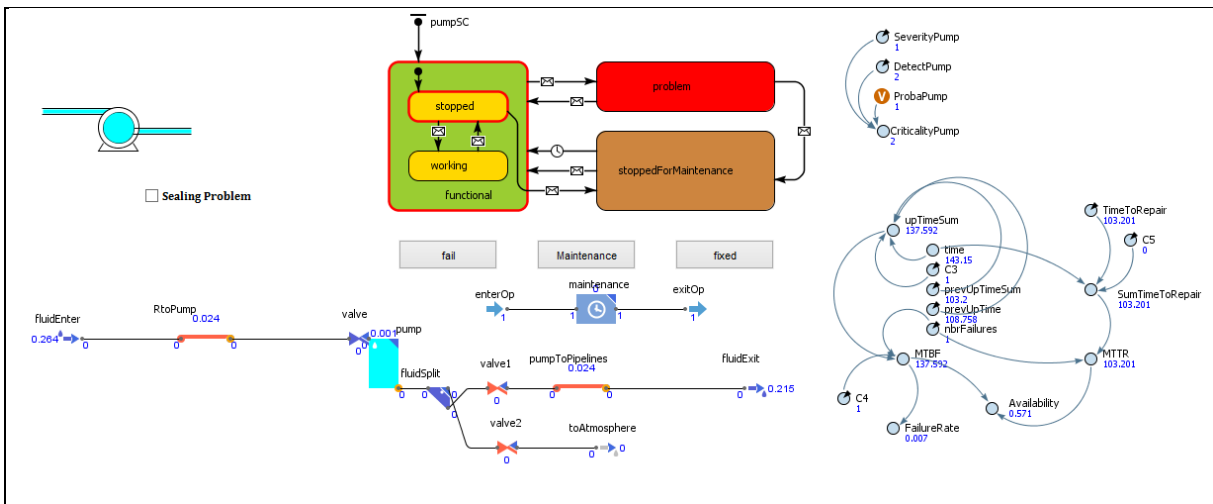 pumpSC
stopped
working
functional
problem
stoppedForMaintenance
Sealing Problem
fail
Maintenance
fixed
SeverityPump
1
DetectPump
2
V
ProbaPump
1
CriticalityPump
2
upTimeSum
137.592
time
143.15
C3
1
prevUpTimeSum
103.2
prevUpTime
108.758
nbrFailures
1
TimeToRepair
103.201
C5
0
SumTimeToRepair
103.201
MTBF
137.592
MTTR
103.201
C4
1
Availability
0.571
FailureRate
0.007
enterOp
1
maintenance
0
1
1
exitOp
1
fluidEnter
0.264
0
RtoPump
0.024
0
0
valve
0
0
0.001
pump
0
fluidSplit
0
0
0
valve1
0
pumpToPipelines
0.024
0
0
fluidExit
0
0.215
valve2
0
toAtmosphere
0
0